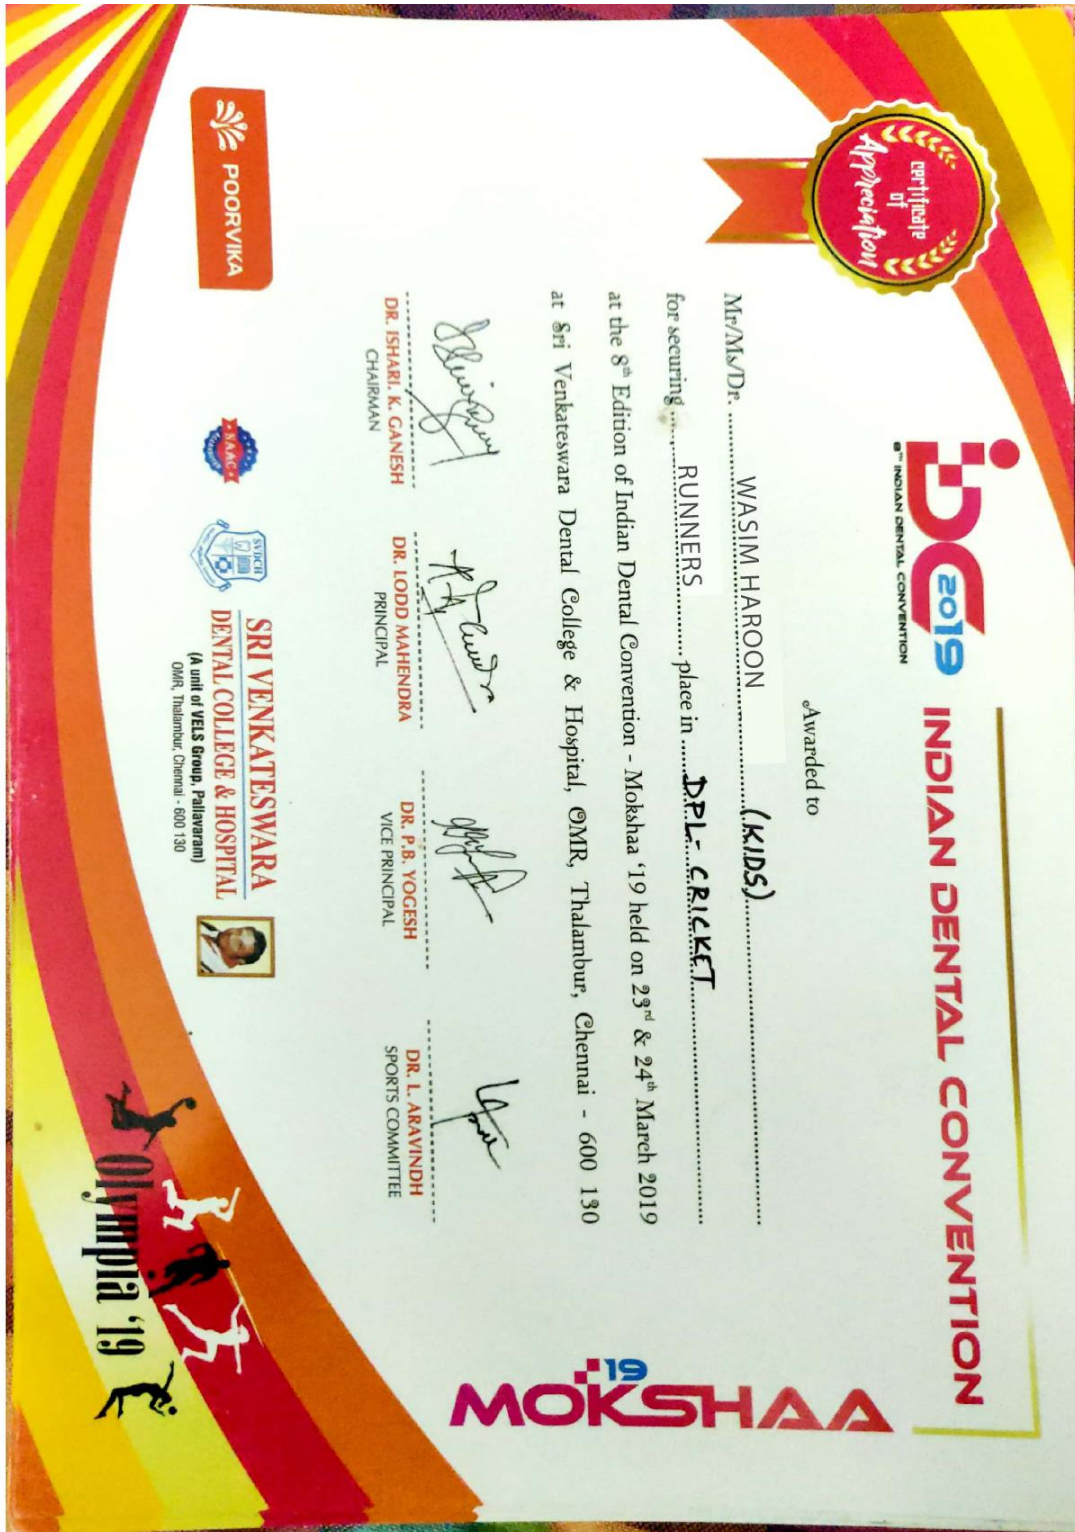 certificate
of
Appreciation
iDC 2019
8TH INDIAN DENTAL CONVENTION
INDIAN DENTAL CONVENTION
19
MOKSHAA
Awarded to
Mr/Ms/Dr. WASIM HAROON (KIDS)
for securing RUNNERS place in DPL- CRICKET
at the 8th Edition of Indian Dental Convention - Mokshaa '19 held on 23rd & 24th March 2019
at Sri Venkateswara Dental College & Hospital, OMR, Thalambur, Chennai - 600 130
DR. ISHARI. K. GANESH
CHAIRMAN
DR. LODD MAHENDRA
PRINCIPAL
DR. P.B. YOGESH
VICE PRINCIPAL
DR. L. ARAVINDH
SPORTS COMMITTEE
POORVIKA
NAAC
SVDCH
SRI VENKATESWARA
DENTAL COLLEGE & HOSPITAL
(A unit of VELS Group, Pallavaram)
OMR, Thalambur, Chennai - 600 130
Olympia '19